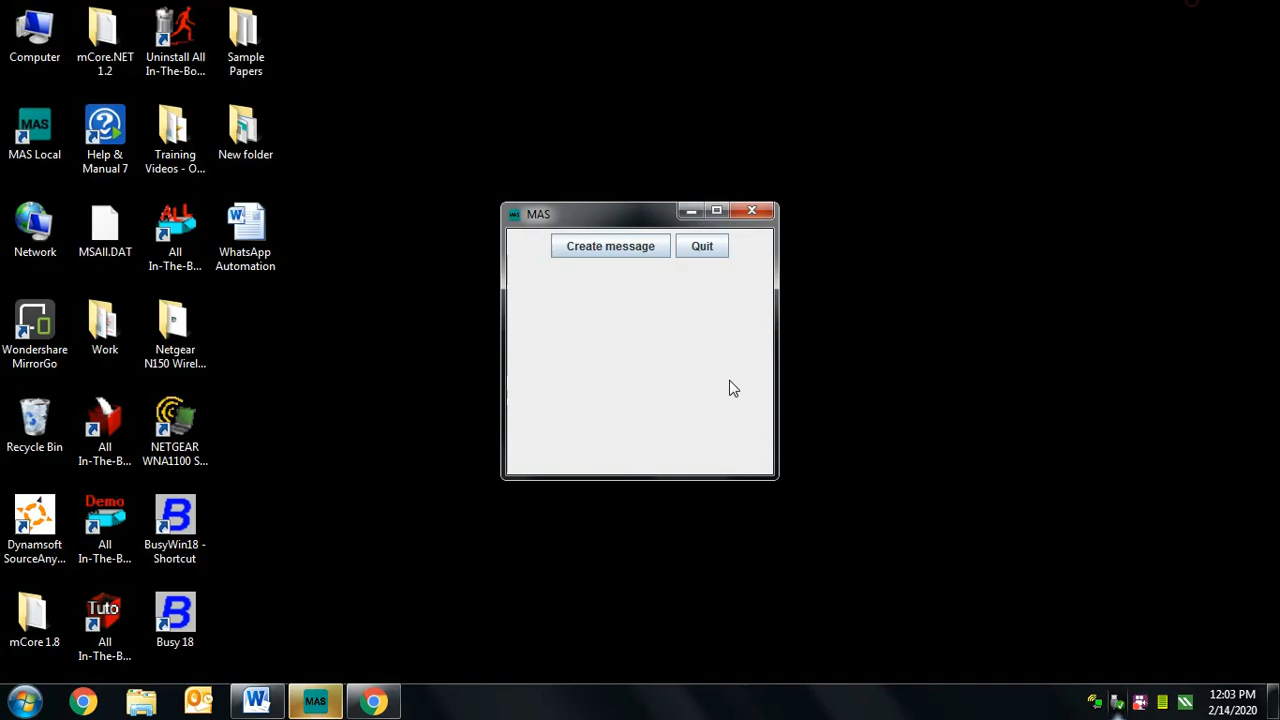 Computer
mCore.NET
1.2
Uninstall All
In-The-Bo...
Sample
Papers
MAS
MAS Local
Help &
Manual 7
Training
Videos - O...
New folder
Network
MSAII.DAT
ALL
All
In-The-B...
W
WhatsApp
Automation
Wondershare
MirrorGo
Work
Netgear
N150 Wirel...
Recycle Bin
All
In-The-B...
NETGEAR
WNA1100 S...
Dynamsoft
SourceAny...
Demo
All
In-The-B...
B
BusyWin18 -
Shortcut
mCore 1.8
Tuto
All
In-The-B...
B
Busy 18
MAS
MAS
Create message
Quit
W
MAS
12:03 PM
2/14/2020